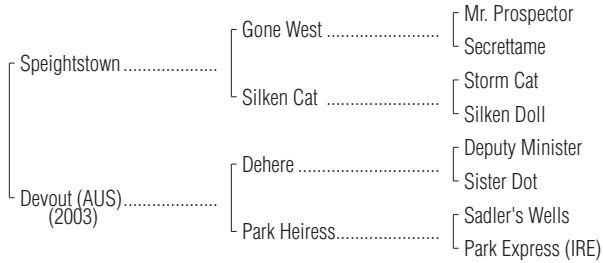 Mr. Prospector
Gone West ......................
Secrettame
Speightstown ...................
Storm Cat
Silken Cat ......................
Silken Doll
Deputy Minister
Dehere ...........................
Sister Dot
Devout (AUS)...................
(2003)
Sadler's Wells
Park Heiress.....................
Park Express (IRE)